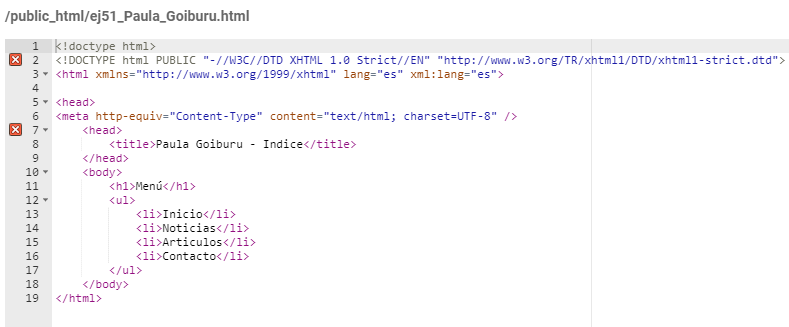 /public_html/ej51_Paula_Goiburu.html
1 <!doctype html>
2 <!DOCTYPE html PUBLIC "-//W3C//DTD XHTML 1.0 Strict//EN" "http://www.w3.org/TR/xhtml1/DTD/xhtml1-strict.dtd">
3 <html xmlns="http://www.w3.org/1999/xhtml" lang="es" xml:lang="es">
4
5 <head>
6 <meta http-equiv="Content-Type" content="text/html; charset=UTF-8" />
7 <head>
8 <title>Paula Goiburu - Indice</title>
9 </head>
10 <body>
11 <h1>Menú</h1>
12 <ul>
13 <li>Inicio</li>
14 <li>Noticias</li>
15 <li>Articulos</li>
16 <li>Contacto</li>
17 </ul>
18 </body>
19 </html>